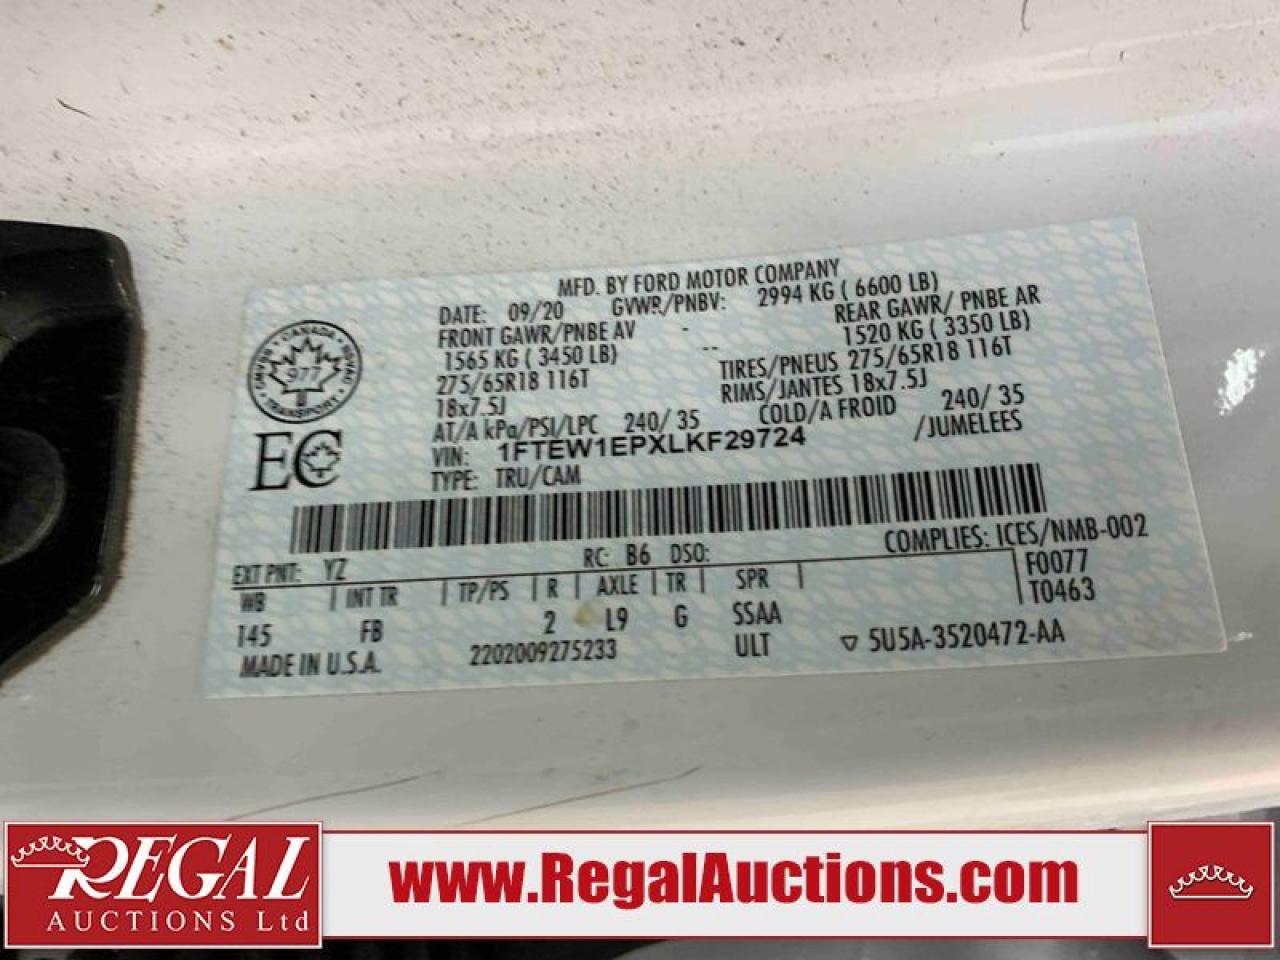 MFD. BY FORD MOTOR COMPANY
DATE: 09/20 GVWR/PNBV: 2994 KG ( 6600 LB)
FRONT GAWR/PNBE AV - REAR GAWR/ PNBE AR
1565 KG ( 3450 LB) -- 1520 KG ( 3350 LB)
275/65R18 116T TIRES/PNEUS 275/65R18 116T
18x7.5J RIMS/JANTES 18x7.5J
AT/A kPa/PSI/LPC 240/ 35 COLD/A FROID 240/ 35
VIN: 1FTEW1EPXLKF29724 /JUMELEES
TYPE: TRU/CAM
CANADA
977
TRANSPORT
EC
COMPLIES: ICES/NMB-002
EXT PNT: YZ RC: B6 DSO: F0077
WB INT TR TP/PS R AXLE TR SPR T0463
145 FB 2 L9 G SSAA
MADE IN U.S.A. 2202009275233 ULT ▽ 5U5A-3520472-AA
REGAL
AUCTIONS Ltd
www.RegalAuctions.com